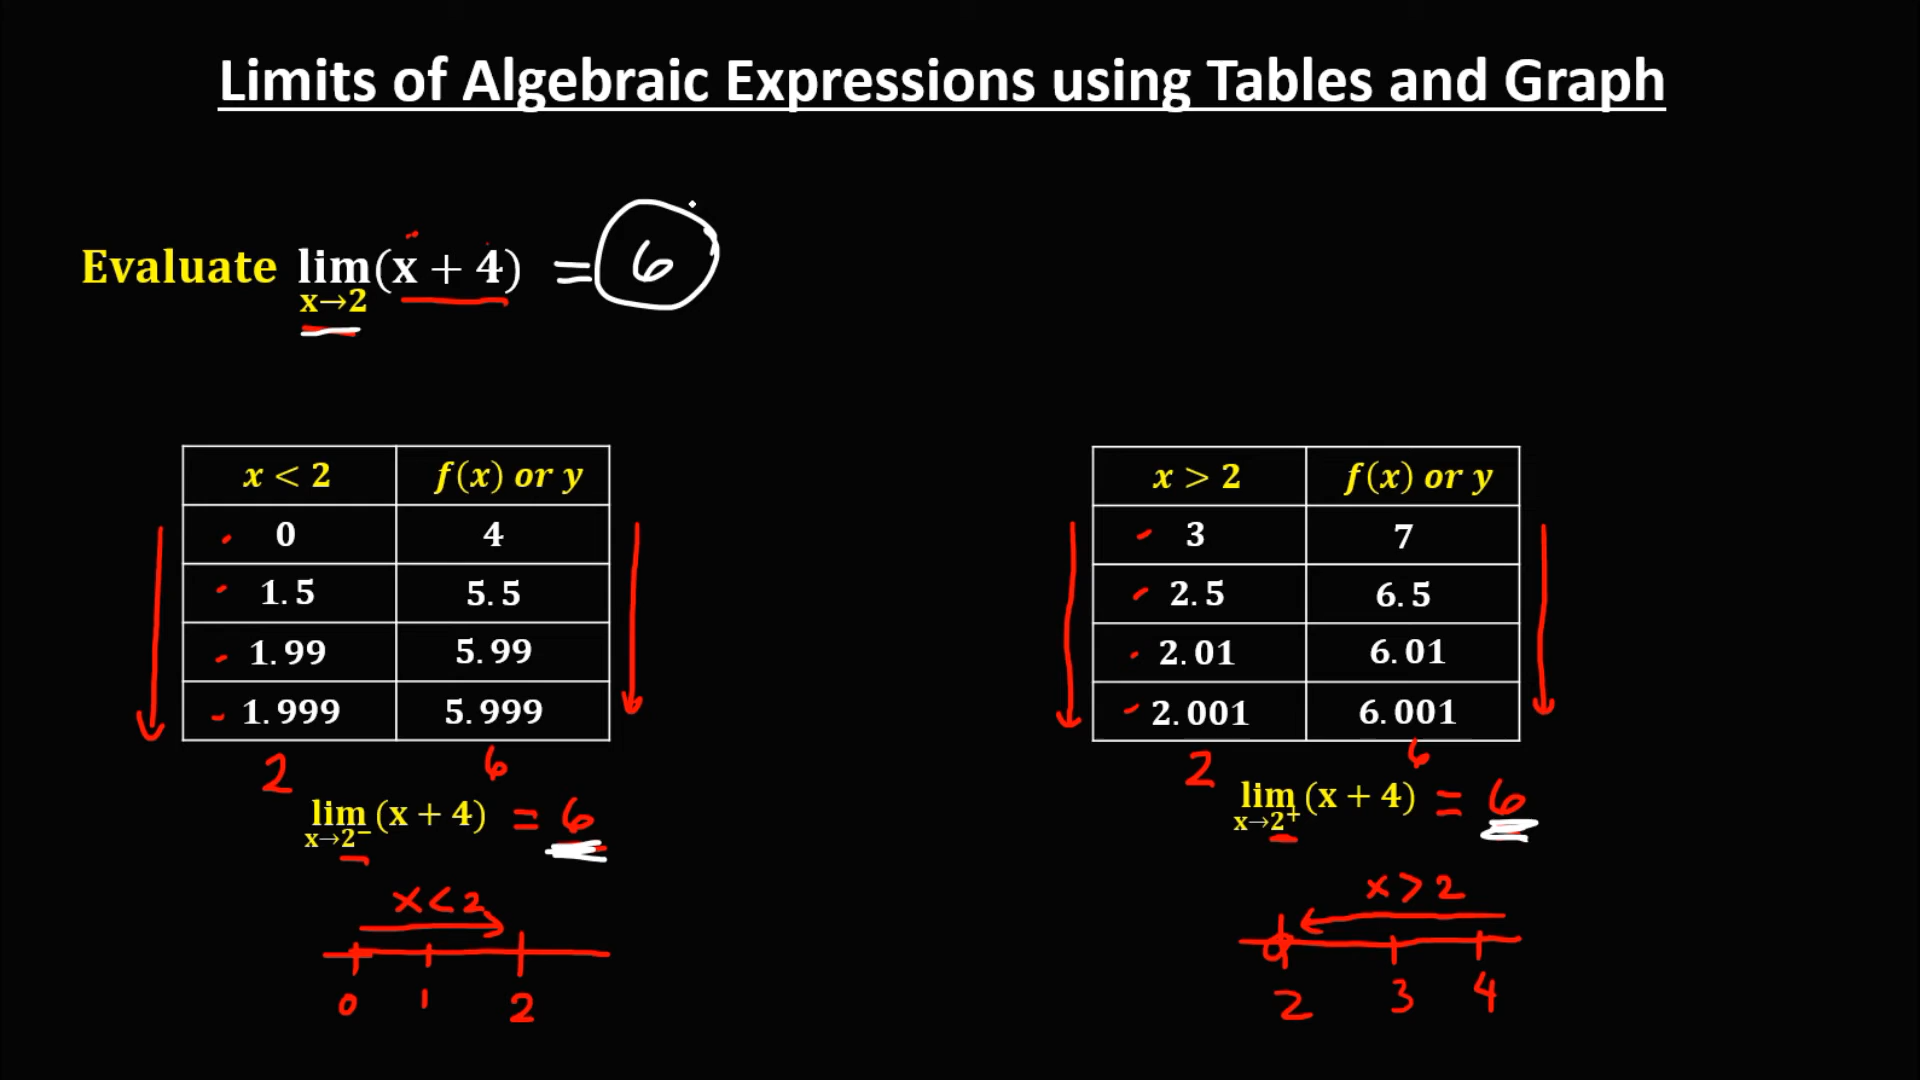 Limits of Algebraic Expressions using Tables and Graph
Evaluate lim(x + 4) = 6
x→2
x < 2 f(x) or y
0 4
1.5 5.5
1.99 5.99
1.999 5.999
2 6
lim (x + 4) = 6
x→2⁻
x < 2
0 1 2
x > 2 f(x) or y
3 7
2.5 6.5
2.01 6.01
2.001 6.001
2 6
lim (x + 4) = 6
x→2⁺
x > 2
2 3 4